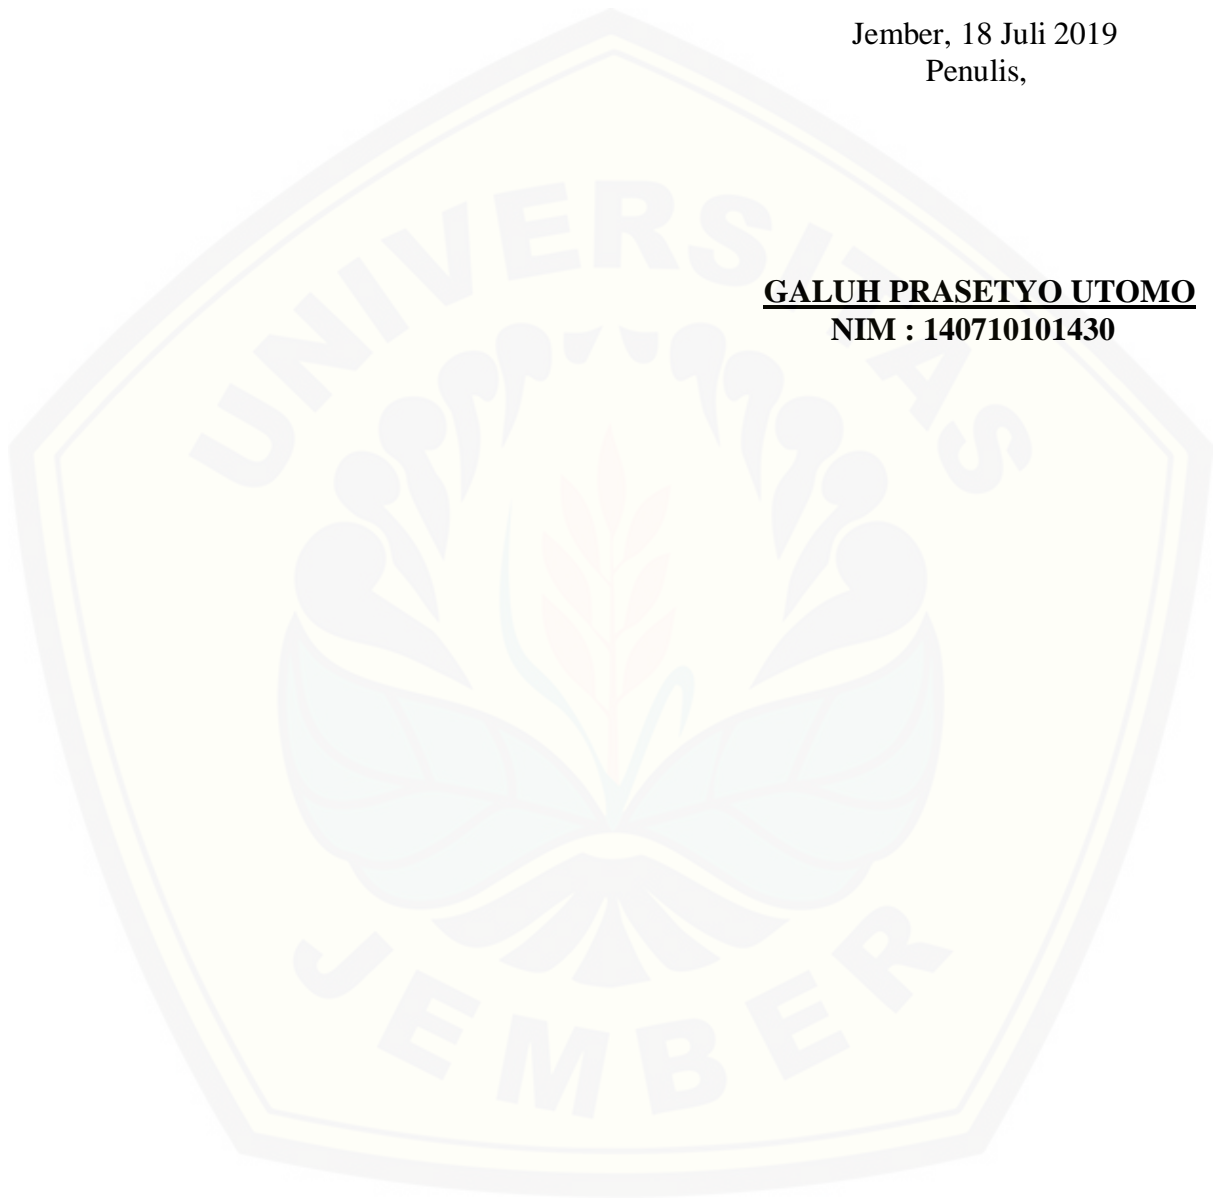 Jember, 18 Juli 2019
Penulis,
UNIVERSITAS
GALUH PRASETYO UTOMO
NIM : 140710101430
JEMBER